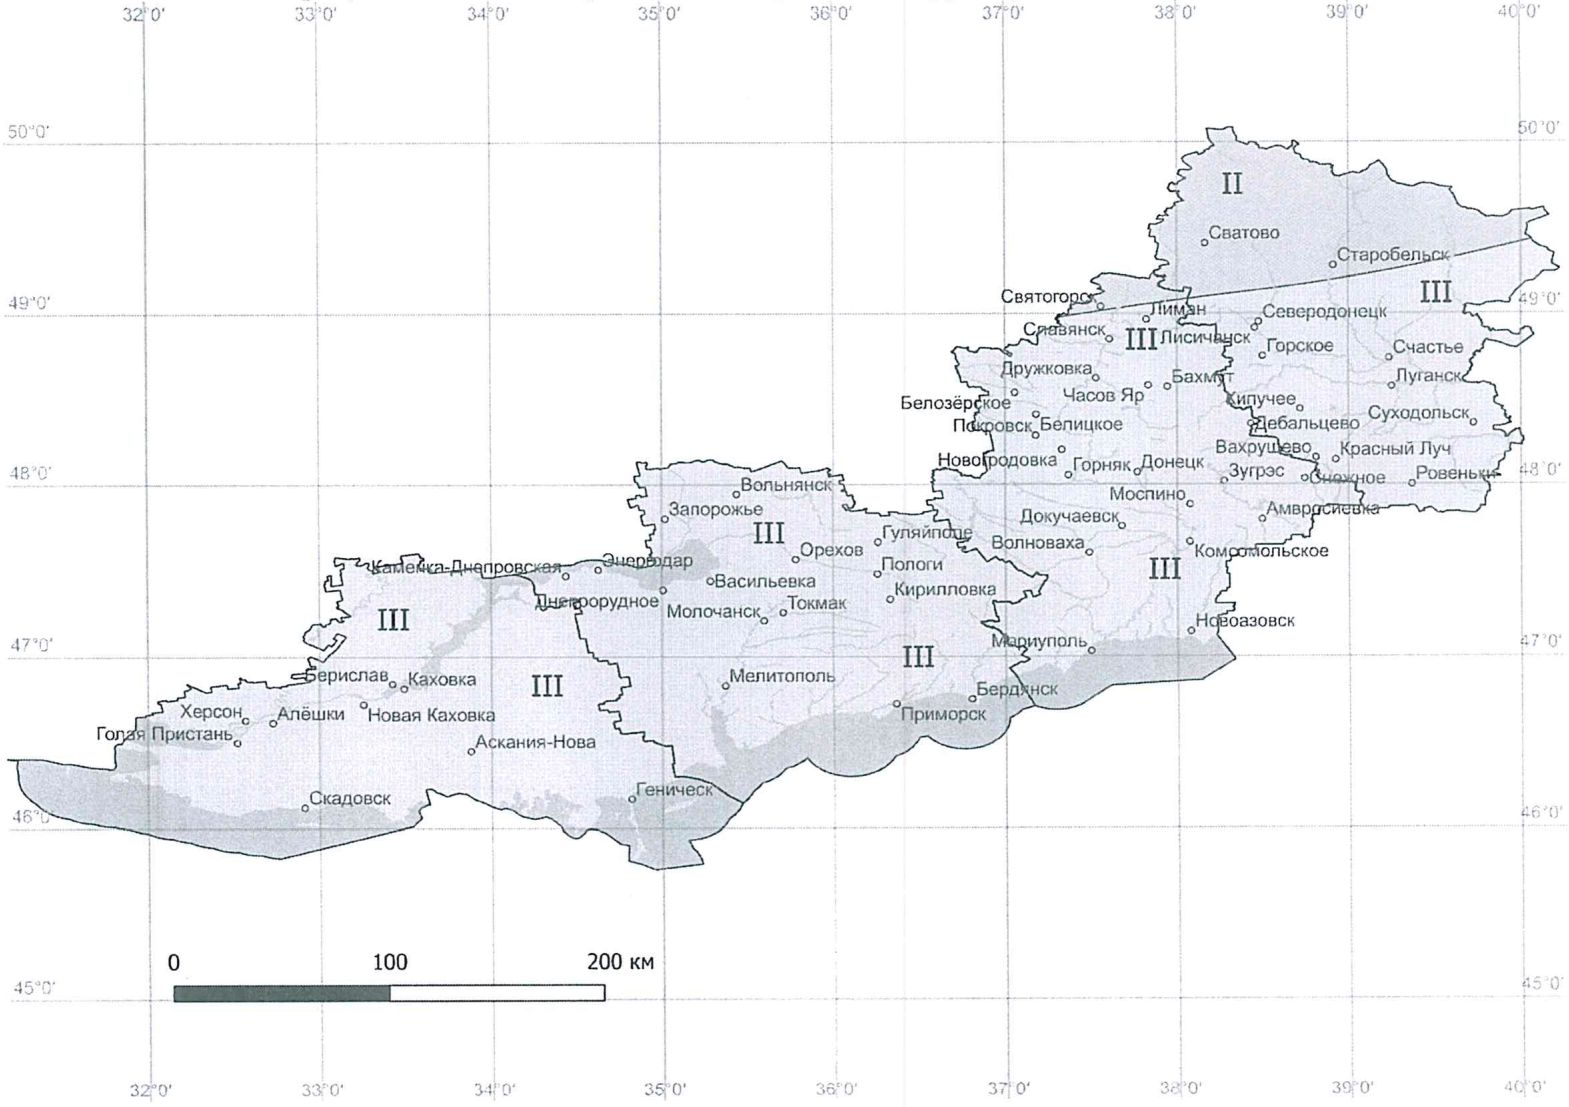 32°0' 33°0' 34°0' 35°0' 36°0' 37°0' 38°0' 39°0' 40°0'
50°0' 50°0'
II
Сватово
Старобельск
49°0' Святогорск III 49°0'
Лиман Северодонецк
Славянск III Лисичанск
Горское Счастье
Дружковка
Бахмут Луганск
Часов Яр
Белозёрское Кипучее
Суходольск
Покровск Белицкое Дебальцево
Вахрушево Красный Луч
Новогродовка Горняк Донецк
48°0' Зугрэс Снежное Ровеньки 48°0'
Вольнянск
Моспино
Запорожье Амвросиевка
Докучаевск
III Гуляйполе
Волноваха
Орехов Комсомольское
Каменка-Днепровская Энергодар Пологи III
Васильевка
Кирилловка
Днепрорудное Токмак
Молочанск
III Новоазовск
47°0' Мариуполь 47°0'
III
Берислав Каховка Мелитополь
III Бердянск
Херсон Алёшки Новая Каховка Приморск
Голая Пристань
Аскания-Нова
Геническ
Скадовск
46°0' 46°0'
0 100 200 км
45°0' 45°0'
32°0' 33°0' 34°0' 35°0' 36°0' 37°0' 38°0' 39°0' 40°0'